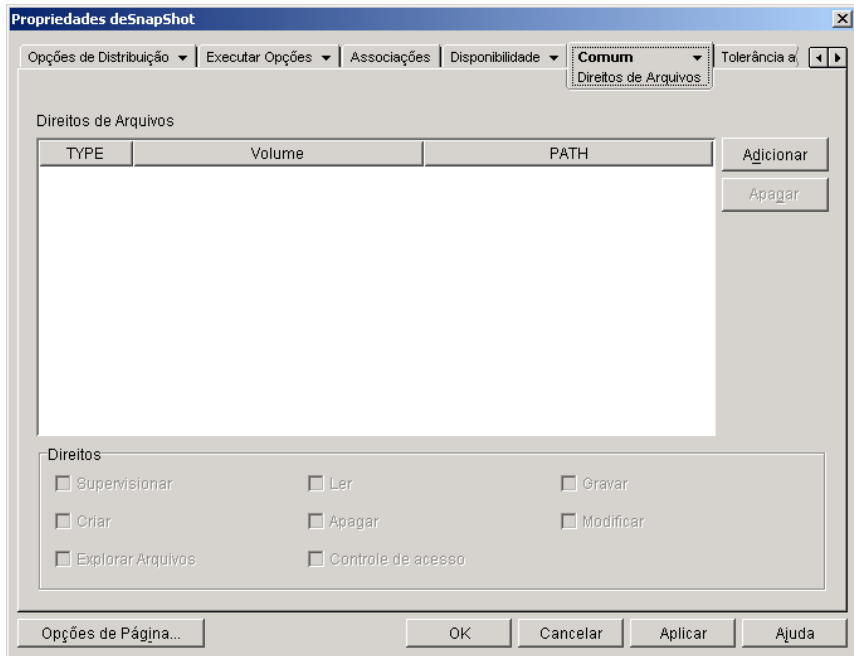 Propriedades deSnapShot
Opções de Distribuição Executar Opções Associações Disponibilidade Comum Tolerância a
Direitos de Arquivos
Direitos de Arquivos
TYPE Volume PATH
Adicionar
Apagar
Direitos
Supervisionar Ler Gravar
Criar Apagar Modificar
Explorar Arquivos Controle de acesso
Opções de Página... OK Cancelar Aplicar Ajuda